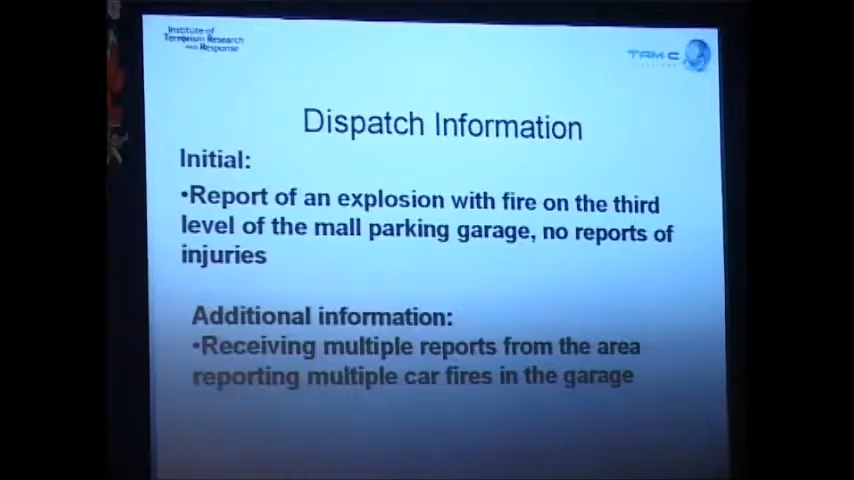 Institute of
Terrorism Research
AND Response
TAM-C
Dispatch Information
Initial:
•Report of an explosion with fire on the third
level of the mall parking garage, no reports of
injuries
Additional information:
•Receiving multiple reports from the area
reporting multiple car fires in the garage